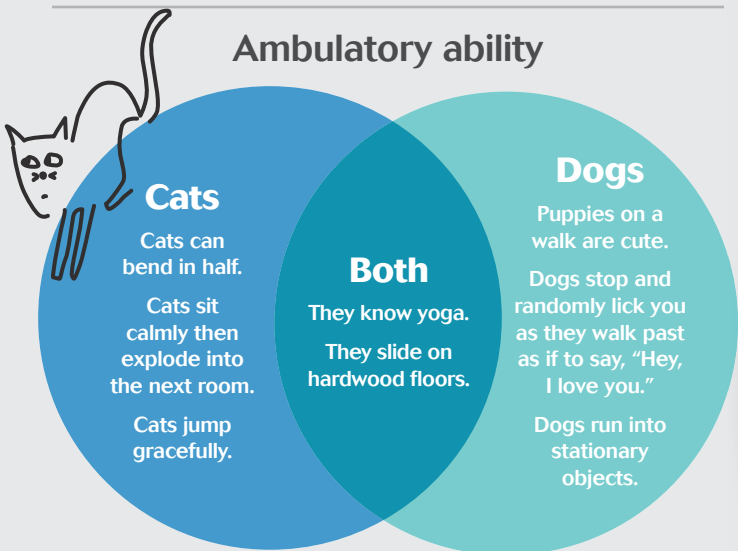 Ambulatory ability
Cats
Cats can
bend in half.
Cats sit
calmly then
explode into
the next room.
Cats jump
gracefully.
Both
They know yoga.
They slide on
hardwood floors.
Dogs
Puppies on a
walk are cute.
Dogs stop and
randomly lick you
as they walk past
as if to say, “Hey,
I love you.”
Dogs run into
stationary
objects.